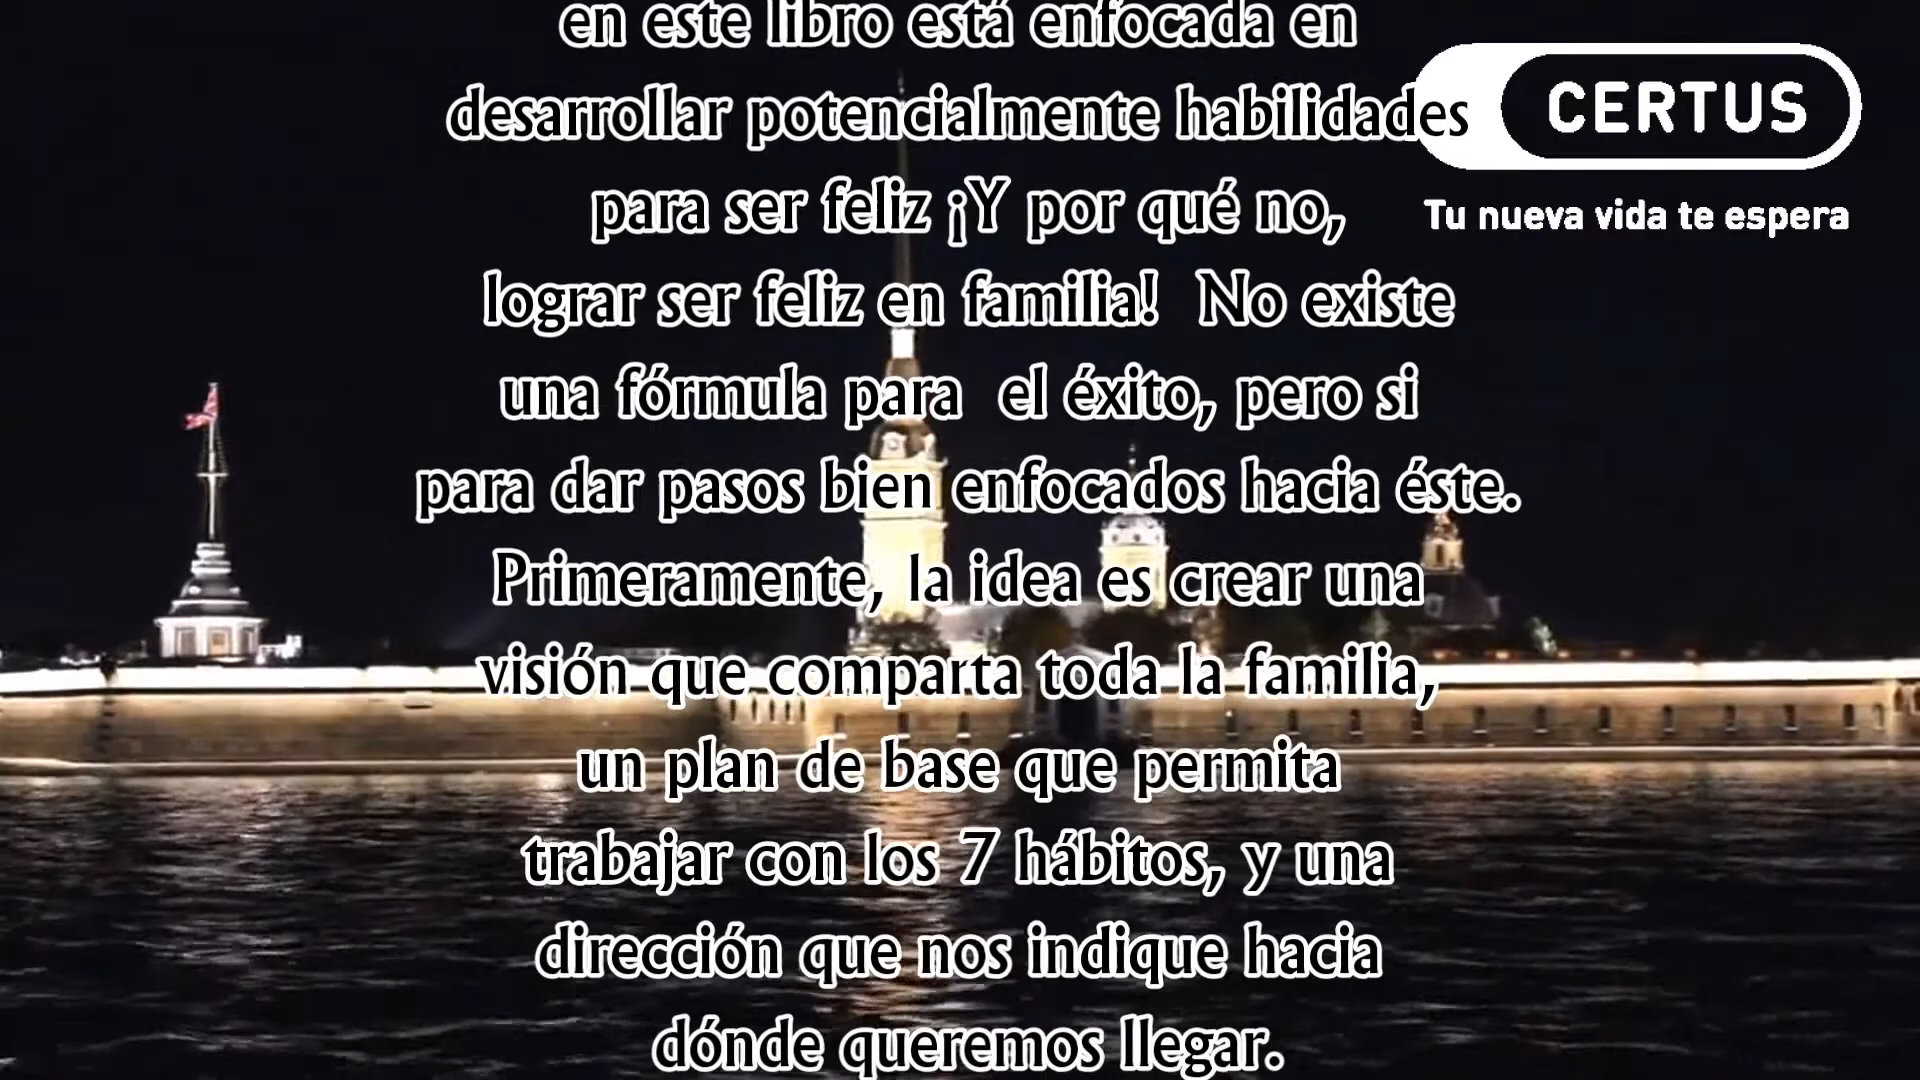 en este libro está enfocada en
desarrollar potencialmente habilidades
para ser feliz ¡Y por qué no,
lograr ser feliz en familia!  No existe
una fórmula para  el éxito, pero si
para dar pasos bien enfocados hacia éste.
Primeramente, la idea es crear una
visión que comparta toda la familia,
un plan de base que permita
trabajar con los 7 hábitos, y una
dirección que nos indique hacia
dónde queremos llegar.
CERTUS
Tu nueva vida te espera